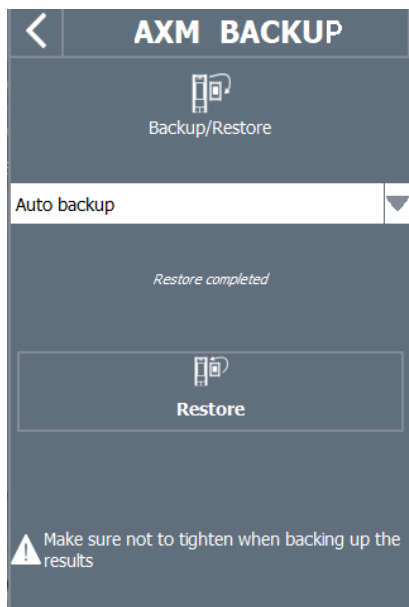 AXM BACKUP
Backup/Restore
Auto backup
Restore completed
Restore
Make sure not to tighten when backing up the
results